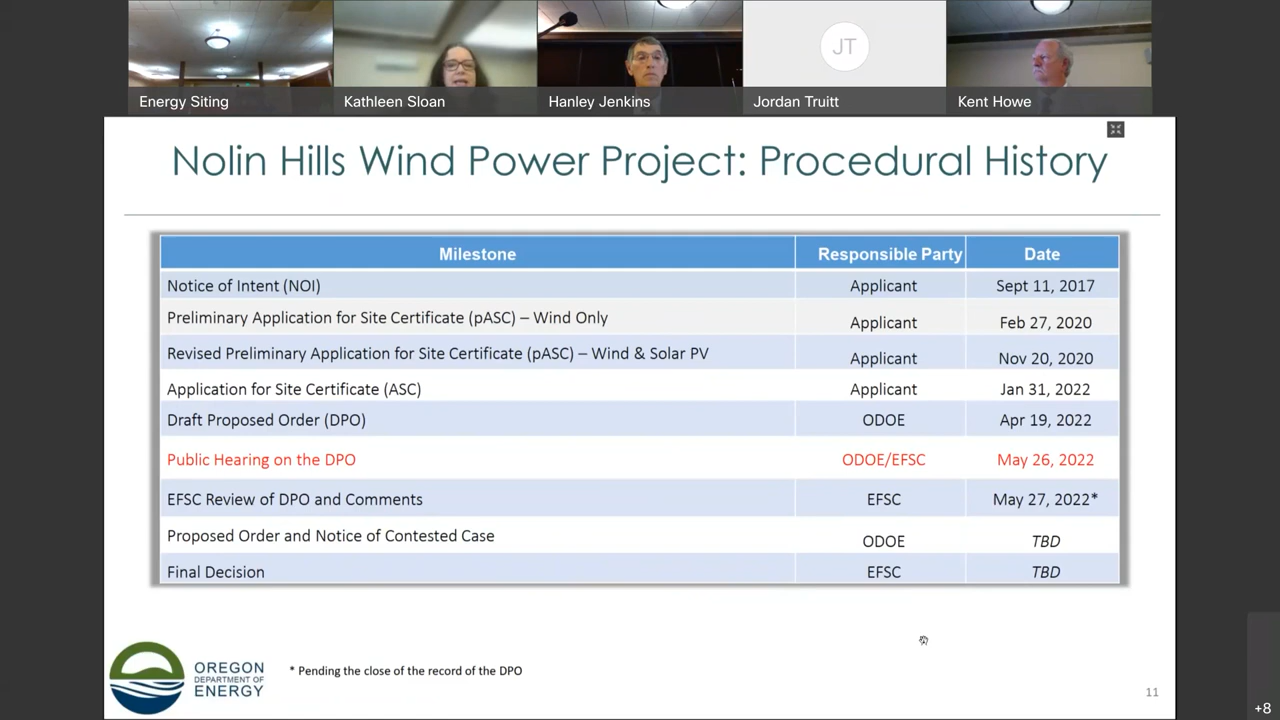 JT
Energy Siting
Kathleen Sloan
Hanley Jenkins
Jordan Truitt
Kent Howe
Nolin Hills Wind Power Project: Procedural History
Milestone Responsible Party Date
Notice of Intent (NOI) Applicant Sept 11, 2017
Preliminary Application for Site Certificate (pASC) – Wind Only Applicant Feb 27, 2020
Revised Preliminary Application for Site Certificate (pASC) – Wind & Solar PV Applicant Nov 20, 2020
Application for Site Certificate (ASC) Applicant Jan 31, 2022
Draft Proposed Order (DPO) ODOE Apr 19, 2022
Public Hearing on the DPO ODOE/EFSC May 26, 2022
EFSC Review of DPO and Comments EFSC May 27, 2022*
Proposed Order and Notice of Contested Case ODOE TBD
Final Decision EFSC TBD
OREGON
DEPARTMENT OF
ENERGY
* Pending the close of the record of the DPO
11
+8